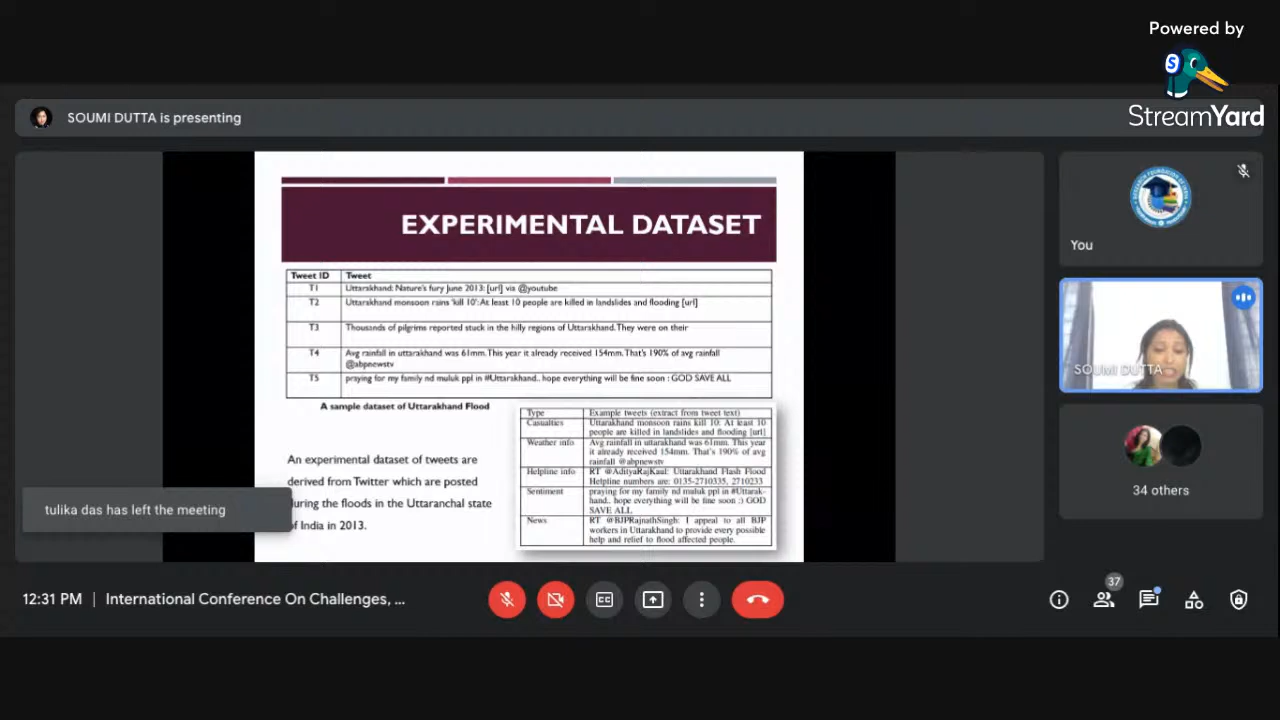 Powered by
StreamYard
SOUMI DUTTA is presenting
EXPERIMENTAL DATASET
Tweet ID Tweet
T1 Uttarakhand: Nature's fury June 2013: [url] via @youtube
T2 Uttarakhand monsoon rains 'kill 10': At least 10 people are killed in landslides and flooding [url]
T3 Thousands of pilgrims reported stuck in the hilly regions of Uttarakhand. They were on their
T4 Avg rainfall in uttarakhand was 61mm. This year it already received 154mm. That's 190% of avg rainfall
@abpnewstv
T5 praying for my family nd muluk ppl in #Uttarakhand.. hope everything will be fine soon : GOD SAVE ALL
A sample dataset of Uttarakhand Flood
An experimental dataset of tweets are
derived from Twitter which are posted
during the floods in the Uttaranchal state
of India in 2013.
Type Example tweets (extract from tweet text)
Casualties Uttarakhand monsoon rains kill 10: At least 10
people are killed in landslides and flooding [url]
Weather info Avg rainfall in uttarakhand was 61mm. This year
it already received 154mm. That's 190% of avg
rainfall @abpnewstv
Helpline info RT @AdityaRajKaul: Uttarakhand Flash Flood
Helpline numbers are: 0135-2710335, 2710233
Sentiment praying for my family nd muluk ppl in #Uttarak-
hand.. hope everything will be fine soon :) GOD
SAVE ALL
News RT @BJPRajnathSingh: I appeal to all BJP
workers in Uttarakhand to provide every possible
help and relief to flood affected people.
tulika das has left the meeting
You
SOUMI DUTTA
34 others
12:31 PM | International Conference On Challenges, ...
CC
37